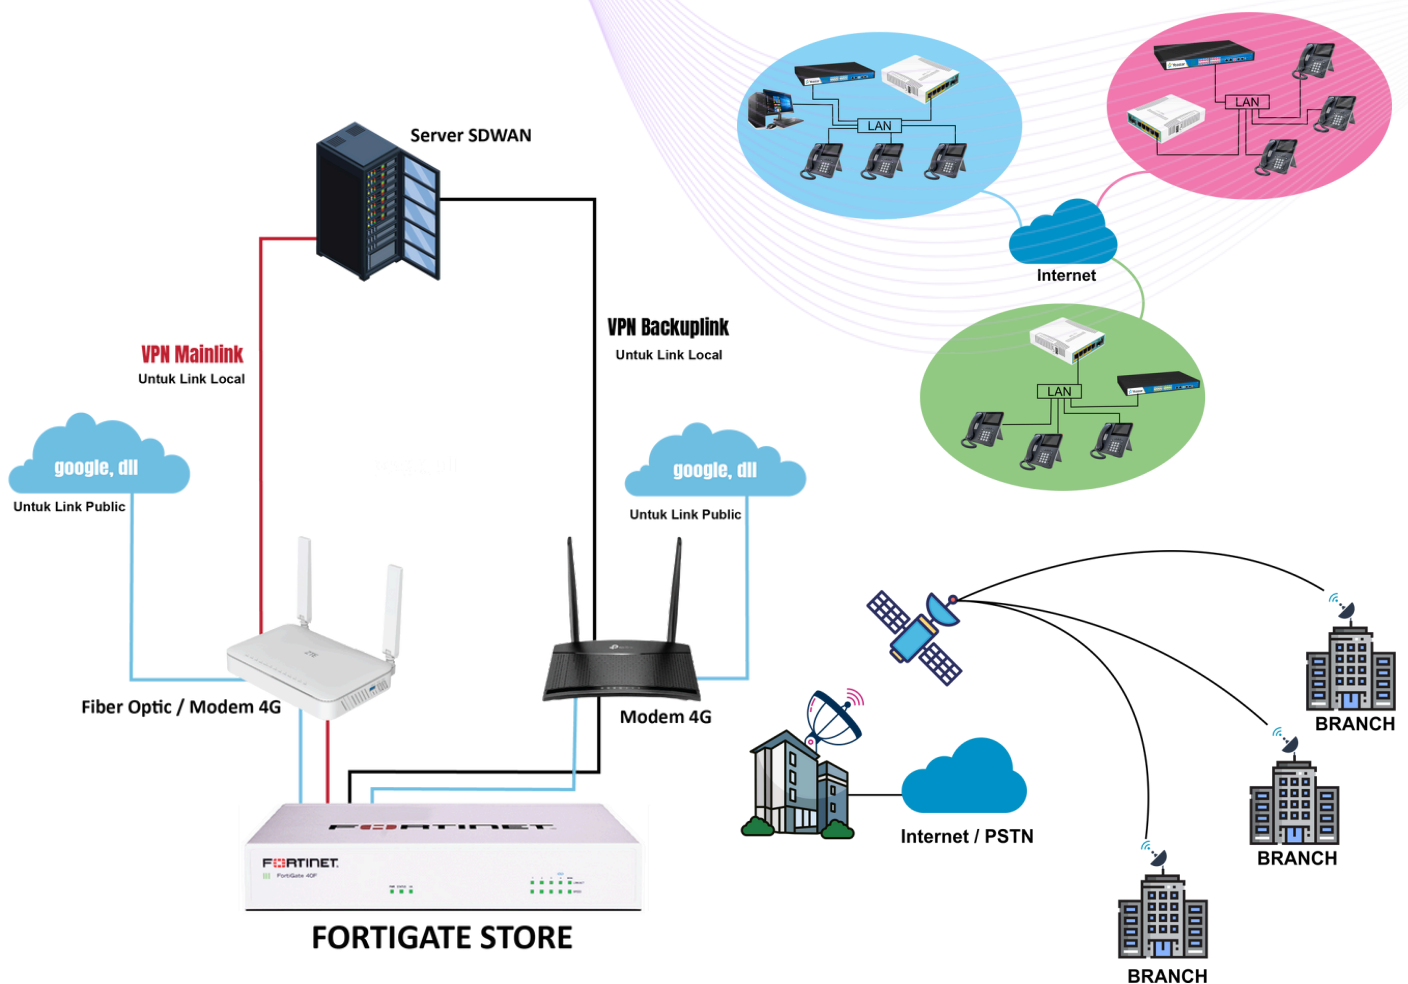 Server SDWAN
VPN Mainlink
Untuk Link Local
VPN Backuplink
Untuk Link Local
google, dll
Untuk Link Public
google, dll
Untuk Link Public
Fiber Optic / Modem 4G
Modem 4G
FORTINET
FORTINET
FortiGate 40F
FORTIGATE STORE
LAN
LAN
Internet
LAN
Internet / PSTN
BRANCH
BRANCH
BRANCH